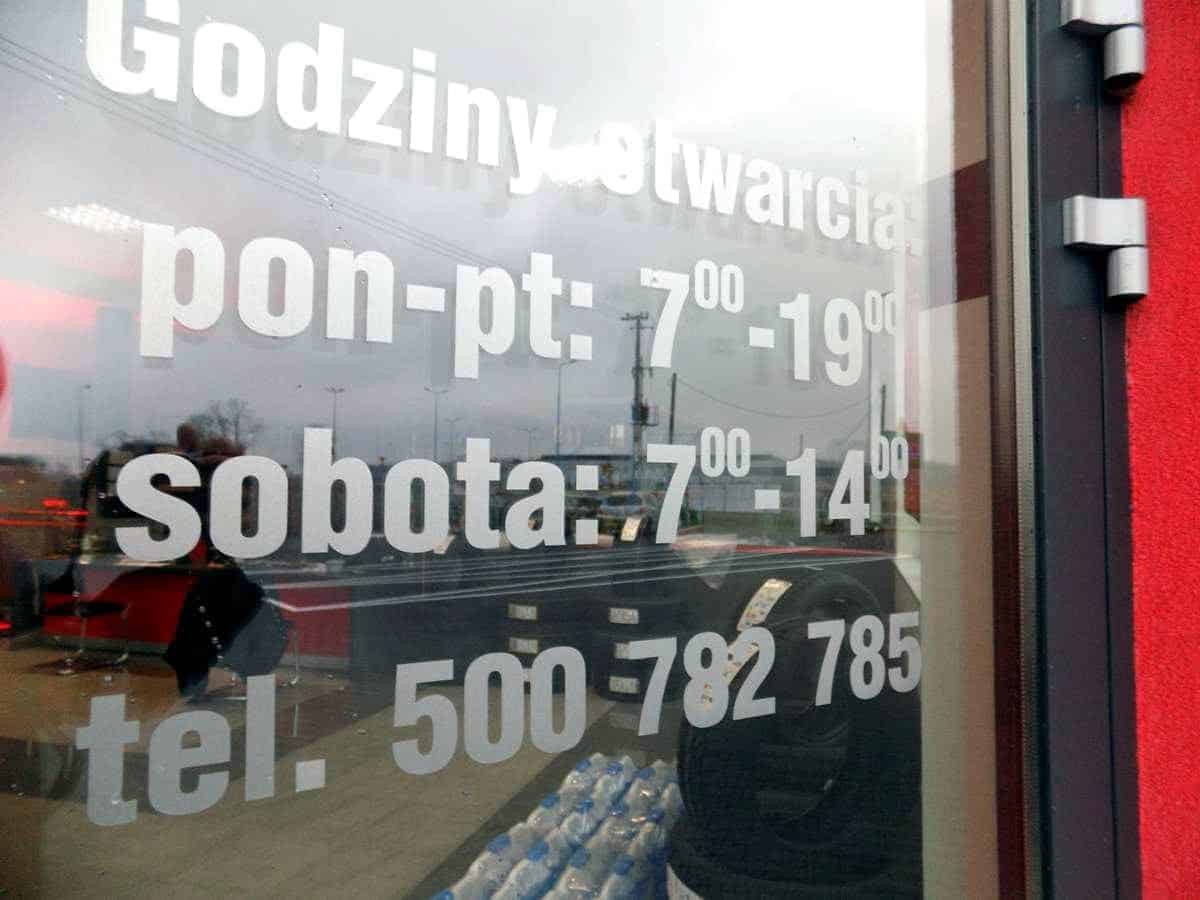 Godziny otwarcia:
pon-pt: 7⁰⁰-19⁰⁰
sobota: 7⁰⁰-14⁰⁰
tel. 500 782 785